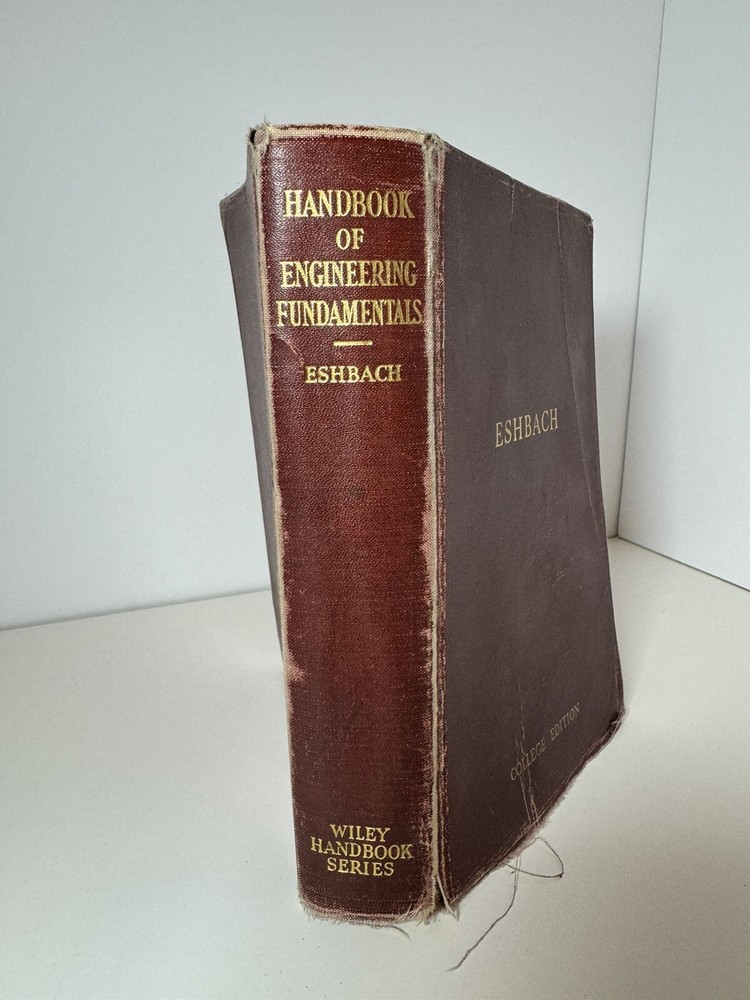 HANDBOOK
OF
ENGINEERING
FUNDAMENTALS
ESHBACH
WILEY
HANDBOOK
SERIES
ESHBACH
COLLEGE EDITION